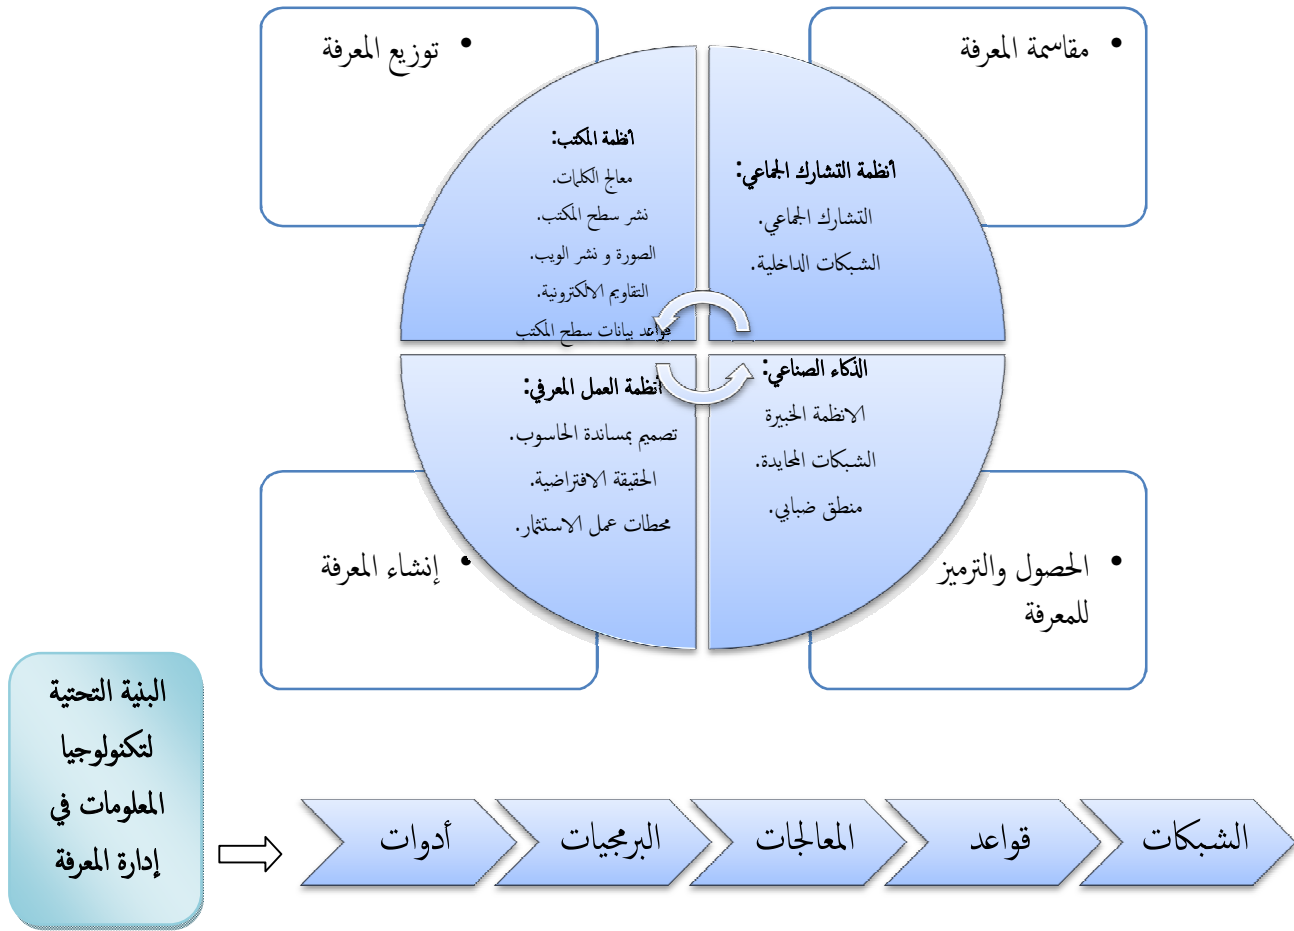 • مقاسمة المعرفة
• توزيع المعرفة
أنظمة التشارك الجماعي:
التشارك الجماعي.
الشبكات الداخلية.
أنظمة المكتب:
معالج الكلمات.
نشر سطح المكتب.
الصورة و نشر الويب.
التقاويم الالكترونية.
قواعد بيانات سطح المكتب
الذكاء الصناعي:
الانظمة الخبيرة
الشبكات المحايدة.
منطق ضبابي.
أنظمة العمل المعرفي:
تصميم بمساندة الحاسوب.
الحقيقة الافتراضية.
محطات عمل الاستثمار.
• الحصول والترميز
للمعرفة
• إنشاء المعرفة
البنية التحتية
لتكنولوجيا
المعلومات في
إدارة المعرفة
أدوات
البرمجيات
المعالجات
قواعد
الشبكات